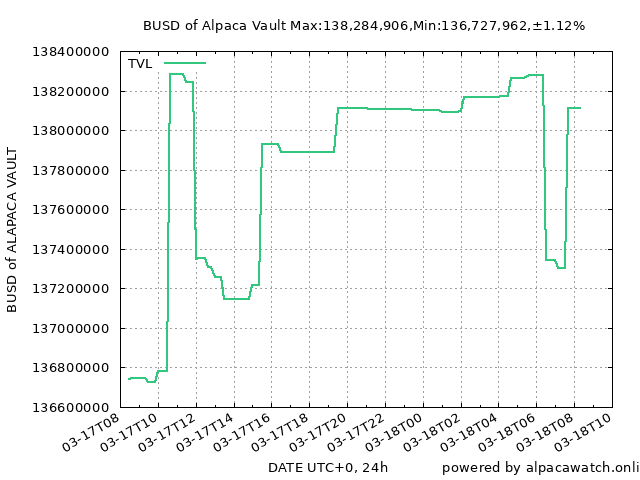 BUSD of Alpaca Vault Max:138,284,906,Min:136,727,962,±1.12%
TVL
138400000
138200000
138000000
137800000
137600000
137400000
137200000
137000000
136800000
136600000
BUSD of ALAPACA VAULT
03-17T08
03-17T10
03-17T12
03-17T14
03-17T16
03-17T18
03-17T20
03-17T22
03-18T00
03-18T02
03-18T04
03-18T06
03-18T08
03-18T10
DATE UTC+0, 24h
powered by alpacawatch.onli